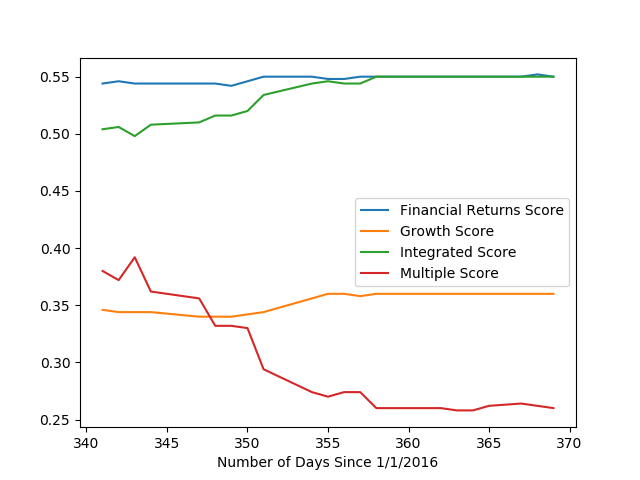 0.55
0.50
0.45
0.40
0.35
0.30
0.25
Financial Returns Score
Growth Score
Integrated Score
Multiple Score
340 345 350 355 360 365 370
Number of Days Since 1/1/2016